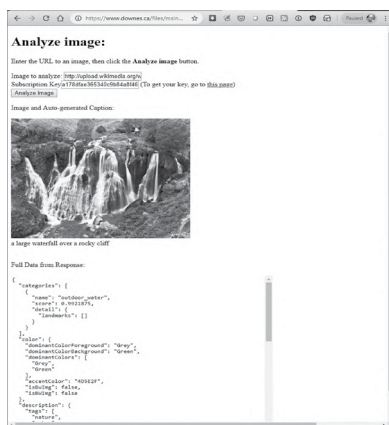 https://www.downes.ca/files/main...
Paused
Analyze image:
Enter the URL to an image, then click the Analyze image button.
Image to analyze: http://upload.wikimedia.org/w
Subscription Key (To get your key, go to this page)
Analyze Image
Image and Auto-generated Caption:
a large waterfall over a rocky cliff
Full Data from Response:
{
"categories": [
{
"name": "outdoor_water",
"score": 0.9921875,
"detail": {
"landmarks": []
}
}
],
"color": {
"dominantColorForeground": "Grey",
"dominantColorBackground": "Green",
"dominantColors": [
"Grey",
"Green"
],
"accentColor": "4D5E2F",
"isBwImg": false,
"isBWImg": false
},
"description": {
"tags": [
"nature",